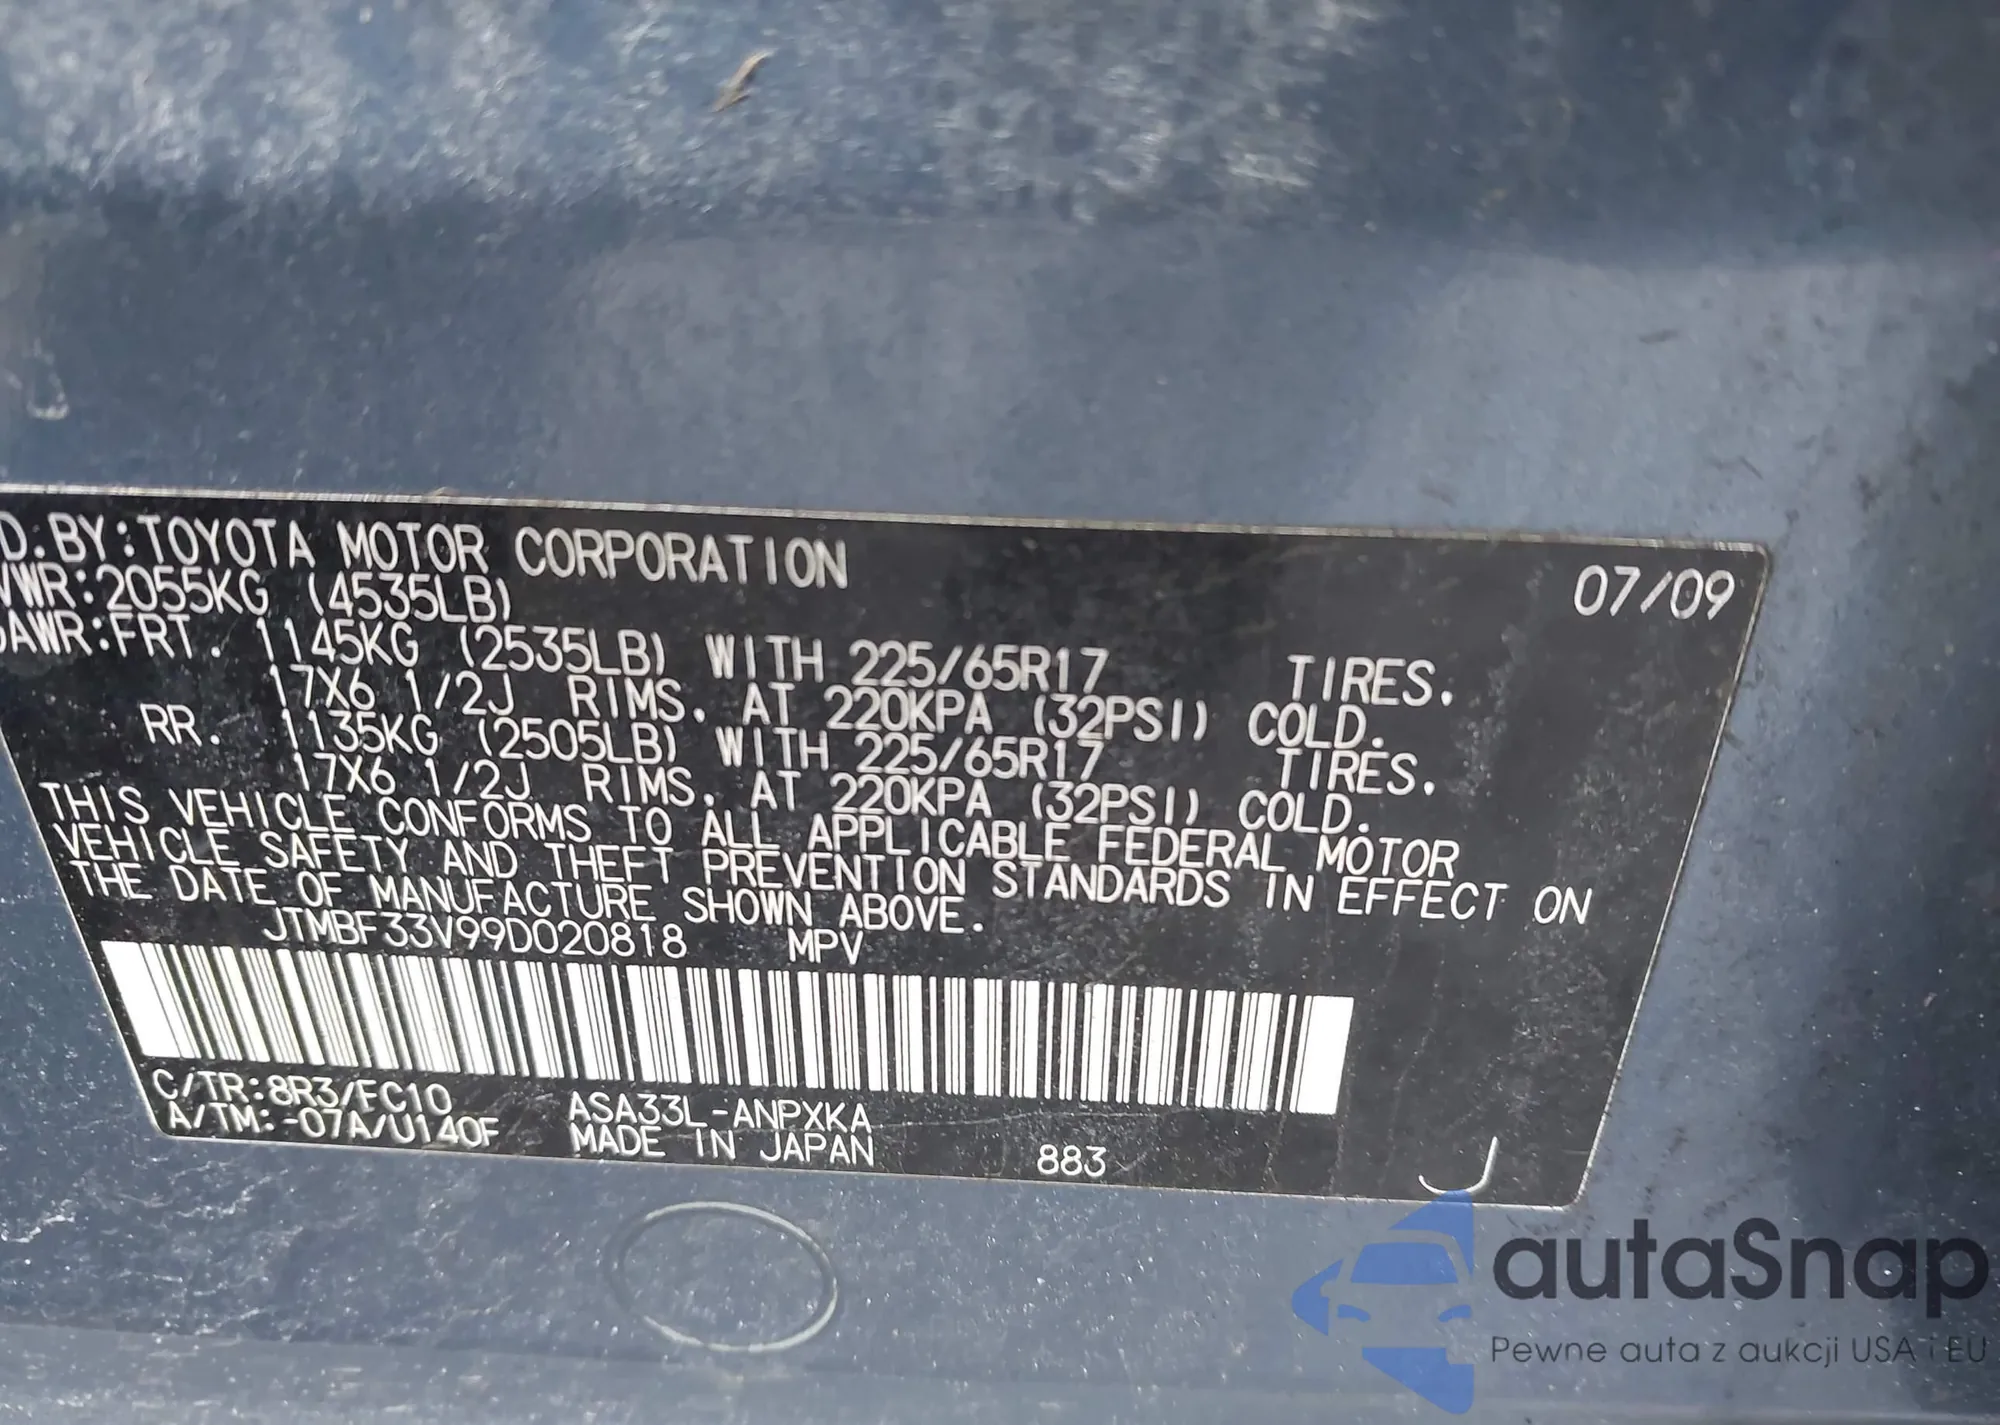 D.BY:TOYOTA MOTOR CORPORATION 07/09
VWR:2055KG (4535LB)
AWR:FRT. 1145KG (2535LB) WITH 225/65R17 TIRES.
17X6 1/2J RIMS. AT 220KPA (32PSI) COLD.
RR. 1135KG (2505LB) WITH 225/65R17 TIRES.
17X6 1/2J RIMS. AT 220KPA (32PSI) COLD.
THIS VEHICLE CONFORMS TO ALL APPLICABLE FEDERAL MOTOR
VEHICLE SAFETY AND THEFT PREVENTION STANDARDS IN EFFECT ON
THE DATE OF MANUFACTURE SHOWN ABOVE.
JTMBF33V99D020818 MPV
C/TR:8R3/FC10 ASA33L-ANPXKA
A/TM:-07A/U140F MADE IN JAPAN 883
J
autaSnap
Pewne auta z aukcji USA i EU